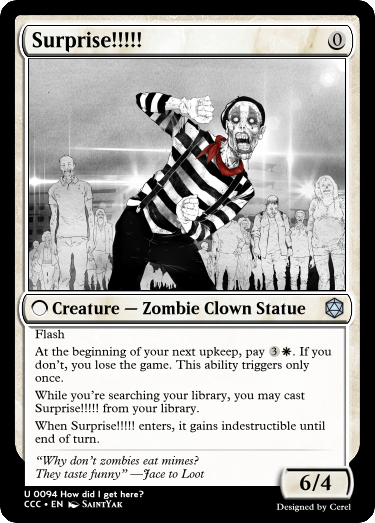 Surprise!!!!! 0
Creature — Zombie Clown Statue
Flash
At the beginning of your next upkeep, pay 3. If you
don't, you lose the game. This ability triggers only
once.
While you're searching your library, you may cast
Surprise!!!!! from your library.
When Surprise!!!!! enters, it gains indestructible until
end of turn.
"Why don't zombies eat mimes?
They taste funny" —Jace to Loot
6/4
U 0094 How did I get here?
CCC • EN SaintYak
Designed by Cerel